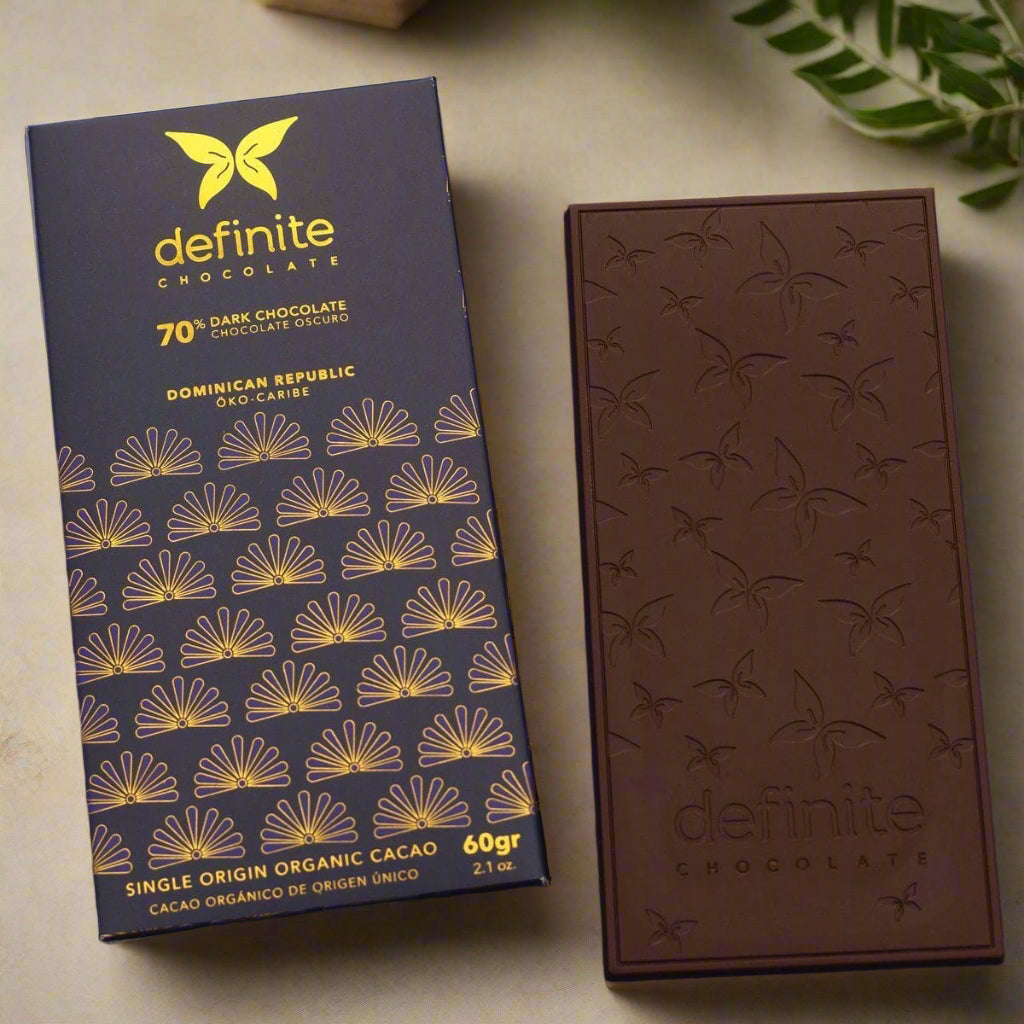 definite
CHOCOLATE
70% DARK CHOCOLATE
CHOCOLATE OSCURO
DOMINICAN REPUBLIC
ÖKO-CARIBE
SINGLE ORIGIN ORGANIC CACAO
CACAO ORGÁNICO DE ORIGEN ÚNICO
60gr
2.1 oz.
definite
CHOCOLATE